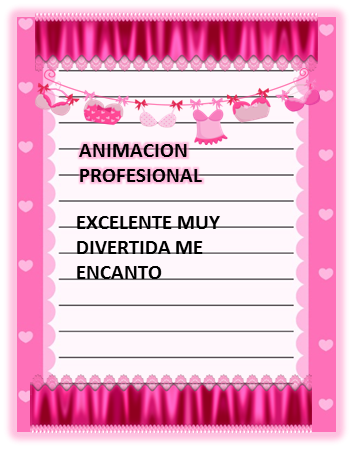 ANIMACION
PROFESIONAL
EXCELENTE MUY
DIVERTIDA ME
ENCANTO